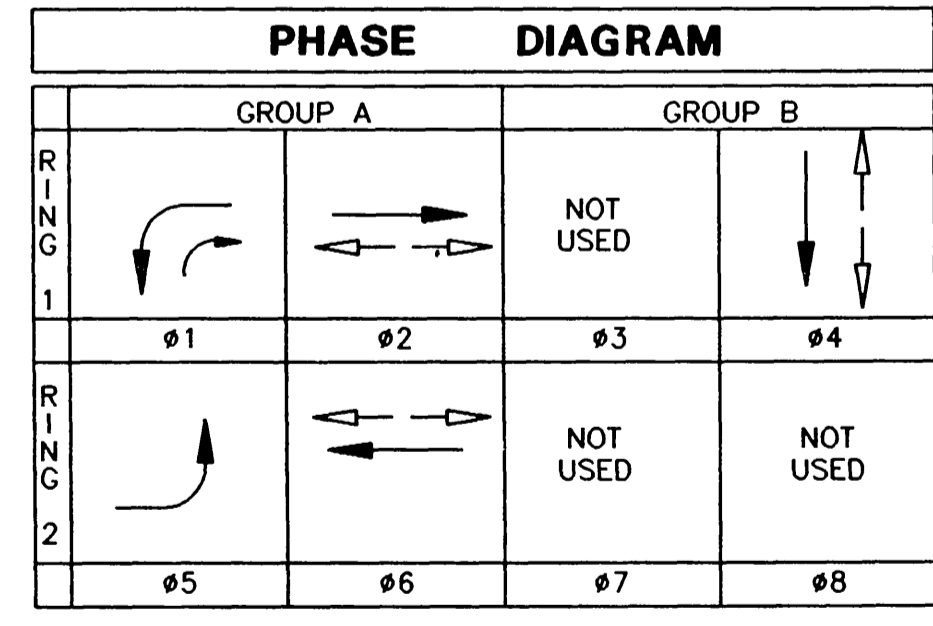 PHASE DIAGRAM
GROUP A GROUP B
RING 1
NOT
USED
ø1 ø2 ø3 ø4
RING 2
NOT
USED
NOT
USED
ø5 ø6 ø7 ø8